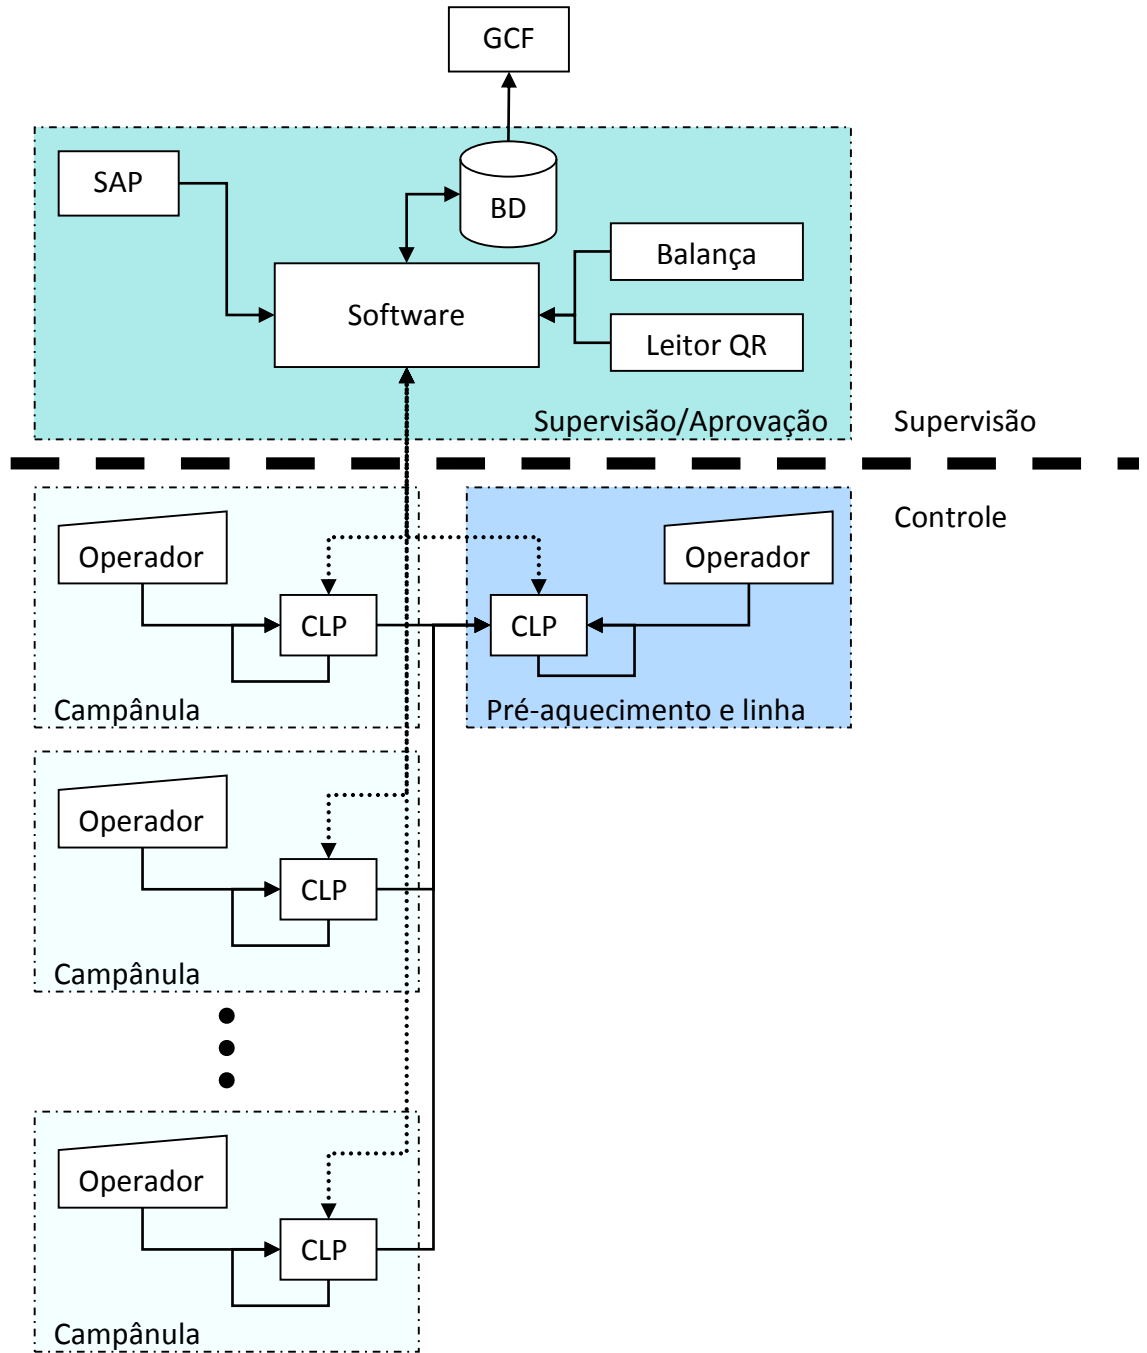 GCF
SAP
BD
Balança
Software
Leitor QR
Supervisão/Aprovação
Supervisão
Controle
Operador
Operador
CLP
CLP
Campânula
Pré-aquecimento e linha
Operador
CLP
Campânula
Operador
CLP
Campânula